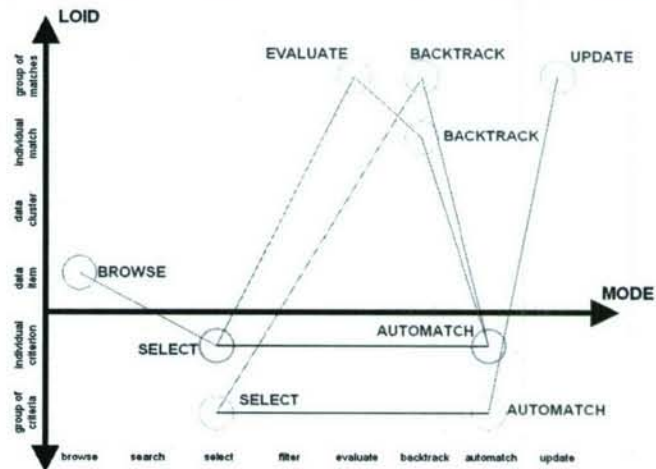 LOID
group of
matches
individual
match
data
cluster
data
item
individual
criterion
group of
criteria
EVALUATE
BACKTRACK
UPDATE
BACKTRACK
BROWSE
MODE
SELECT
AUTOMATCH
SELECT
AUTOMATCH
browse search select filter evaluate backtrack automatch update